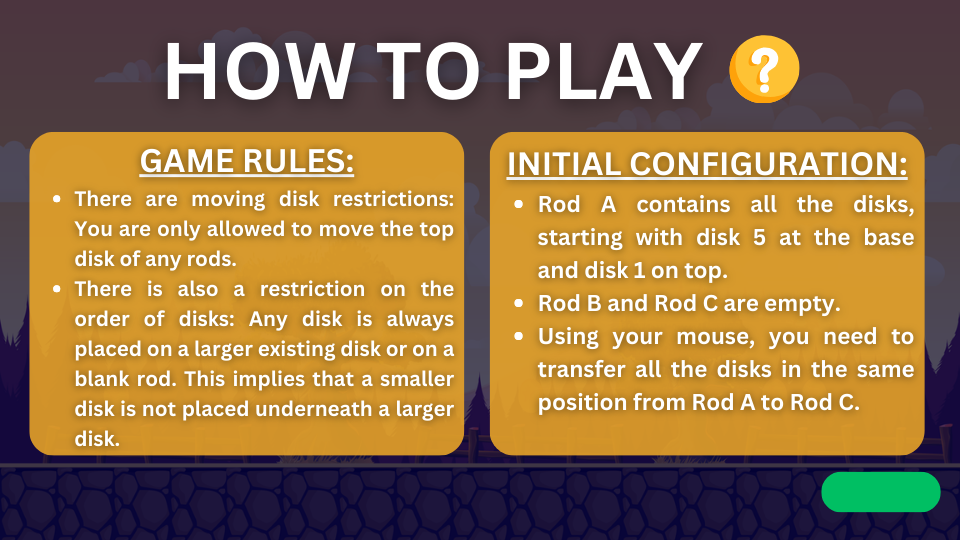 HOW TO PLAY ?
GAME RULES:
• There are moving disk restrictions:
You are only allowed to move the top
disk of any rods.
• There is also a restriction on the
order of disks: Any disk is always
placed on a larger existing disk or on a
blank rod. This implies that a smaller
disk is not placed underneath a larger
disk.
INITIAL CONFIGURATION:
• Rod A contains all the disks,
starting with disk 5 at the base
and disk 1 on top.
• Rod B and Rod C are empty.
• Using your mouse, you need to
transfer all the disks in the same
position from Rod A to Rod C.